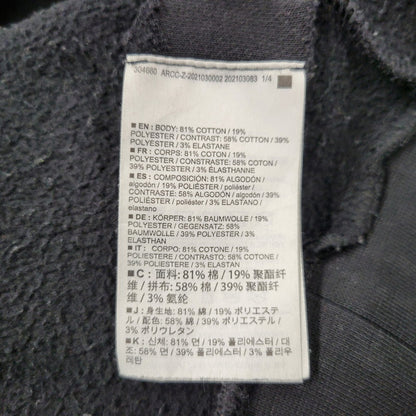 334680 ARCC-Z-2021030002 202103083 1/4
■ EN : BODY: 81% COTTON / 19%
POLYESTER / CONTRAST: 58% COTTON / 39%
POLYESTER / 3% ELASTANE
■ FR : CORPS: 81% COTON / 19%
POLYESTER / CONTRASTE: 58% COTON /
39% POLYESTER / 3% ÉLASTHANNE
■ ES : COMPOSICIÓN: 81% ALGODÓN /
algodón / 19% POLIÉSTER / poliéster /
CONTRASTE: 58% ALGODÓN / algodón / 39%
POLIÉSTER / poliéster / 3% ELASTANO /
elastano
■ DE : KÖRPER: 81% BAUMWOLLE / 19%
POLYESTER / GEGENSATZ: 58%
BAUMWOLLE / 39% POLYESTER / 3%
ELASTHAN
■ IT : CORPO: 81% COTONE / 19%
POLIESTERE / CONTRASTO: 58% COTONE /
39% POLIESTERE / 3% ELASTAN
■ C : 面料: 81% 棉 / 19% 聚酯纤
维 / 拼布: 58% 棉 / 39% 聚酯纤
维 / 3% 氨纶
■ J : 身生地: 81% 綿 / 19% ポリエステ
ル / 配色: 58% 綿 / 39% ポリエステル / 3
% ポリウレタン
■ K : 신체: 81% 면 / 19% 폴리에스터 / 대
조: 58% 면 / 39% 폴리에스터 / 3% 폴리우
레탄